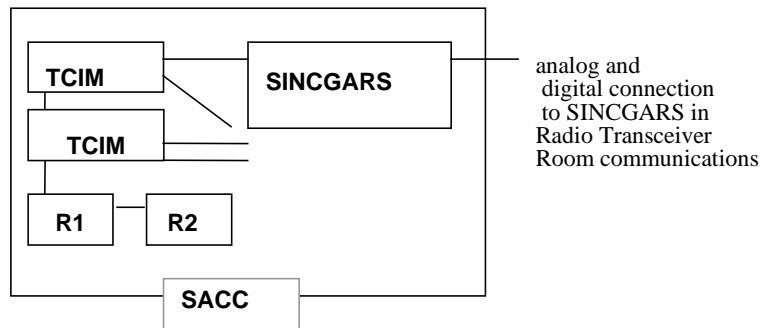 TCIM
SINCGARS
TCIM
R1
R2
SACC
analog and
digital connection
to SINCGARS in
Radio Transceiver
Room communications